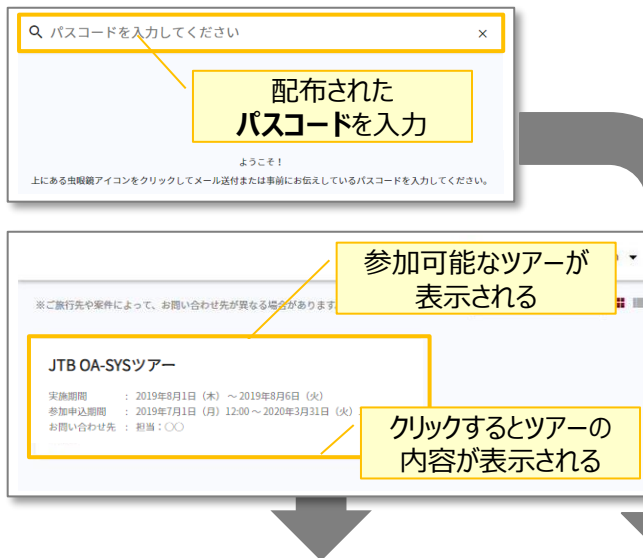 パスコードを入力してください ×
配布された
パスコードを入力
ようこそ！
上にある虫眼鏡アイコンをクリックしてメール送付または事前にお伝えしているパスコードを入力してください。
参加可能なツアーが
表示される
※ご旅行先や案件によって、お問い合わせ先が異なる場合があります
JTB OA-SYSツアー
実施期間 : 2019年8月1日（木）～2019年8月6日（火）
参加申込期間 : 2019年7月1日（月）12:00～2020年3月31日（火）
お問い合わせ先 : 担当：〇〇
クリックするとツアーの
内容が表示される